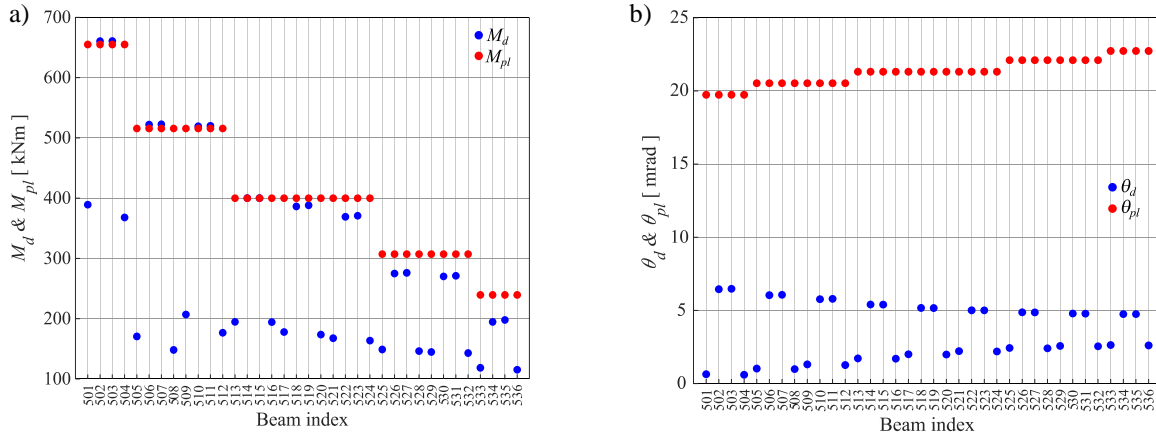 a)
700
600
500
400
300
200
100
M_d & M_pl [ kNm ]
M_d
M_pl
501 502 503 504 505 506 507 508 509 510 511 512 513 514 515 516 517 518 519 520 521 522 523 524 525 526 527 528 529 530 531 532 533 534 535 536
Beam index
b)
25
20
15
10
5
0
θ_d & θ_pl [ mrad ]
θ_d
θ_pl
501 502 503 504 505 506 507 508 509 510 511 512 513 514 515 516 517 518 519 520 521 522 523 524 525 526 527 528 529 530 531 532 533 534 535 536
Beam index